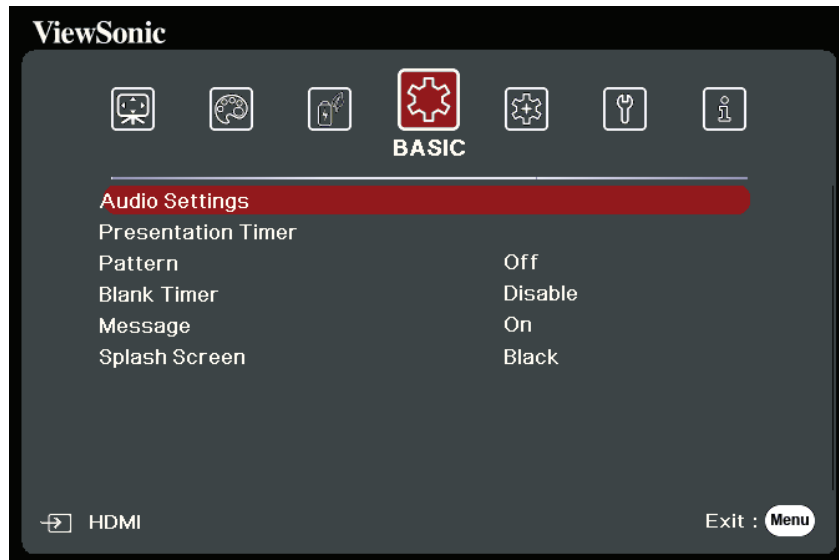 ViewSonic
BASIC
Audio Settings
Presentation Timer
Pattern Off
Blank Timer Disable
Message On
Splash Screen Black
HDMI Exit : Menu